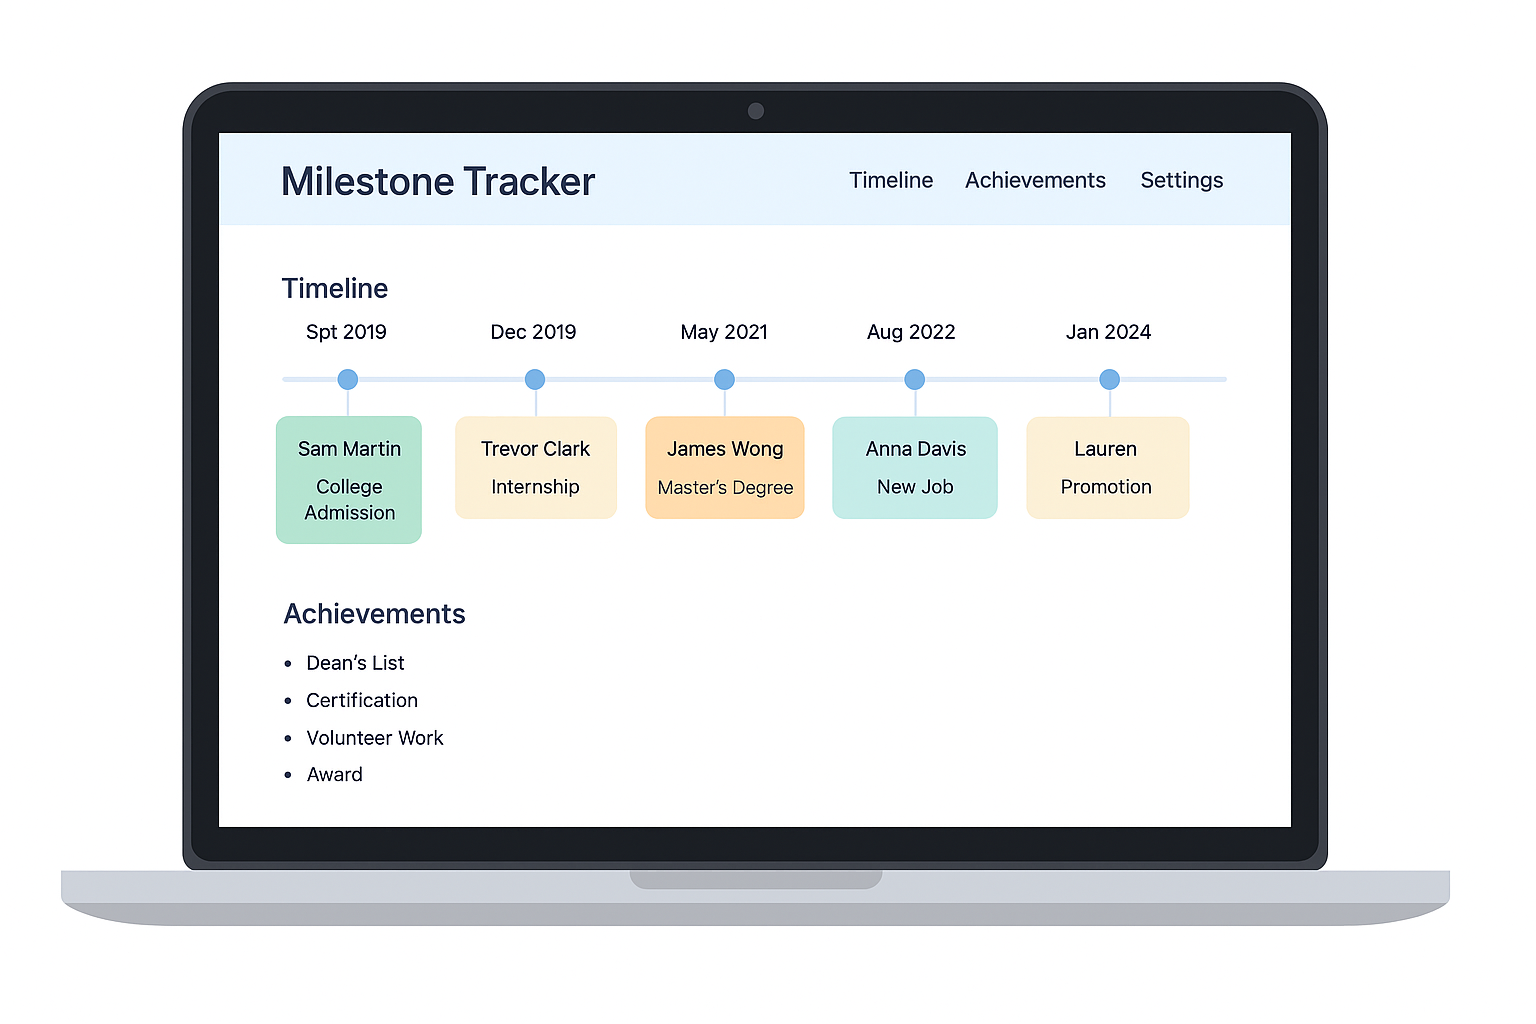 Milestone Tracker
Timeline Achievements Settings
Timeline
Spt 2019 Dec 2019 May 2021 Aug 2022 Jan 2024
Sam Martin Trevor Clark James Wong Anna Davis Lauren
College Internship Master's Degree New Job Promotion
Admission
Achievements
• Dean's List
• Certification
• Volunteer Work
• Award